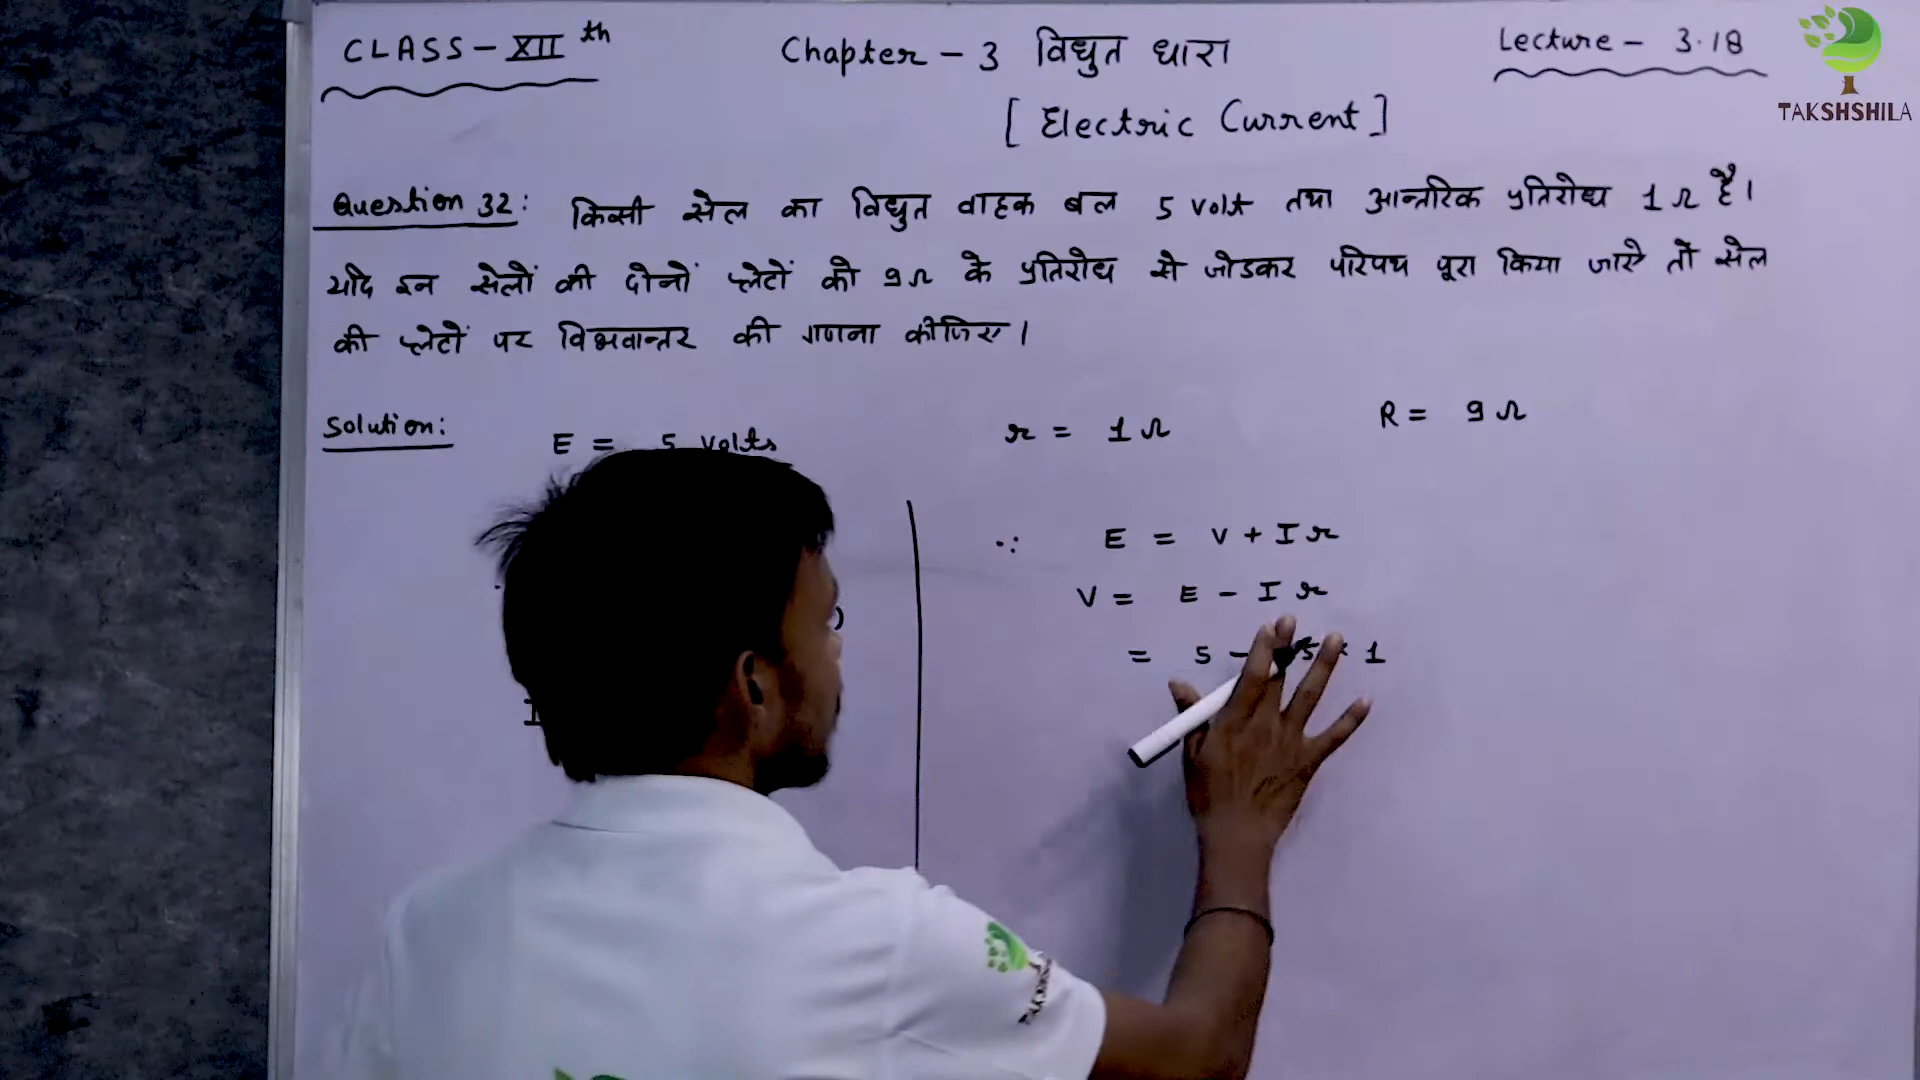 CLASS - XII th
Chapter - 3 विद्युत धारा
Lecture - 3.18
TAKSHSHILA
[ Electric Current ]
Question 32: किसी सेल का विद्युत वाहक बल 5 volt तथा आन्तरिक प्रतिरोध 1 Ω है।
यदि इन सेलों की दोनों प्लेटों को 9 Ω के प्रतिरोध से जोडकर परिपथ पूरा किया जाये तो सेल
की प्लेटों पर विभवान्तर की गणना कीजिए।
Solution:
E = 5 volts
r = 1 Ω
R = 9 Ω
∵ E = V + I r
V = E - I r
= 5 - 5 × 1
I
TAKSHSHILA